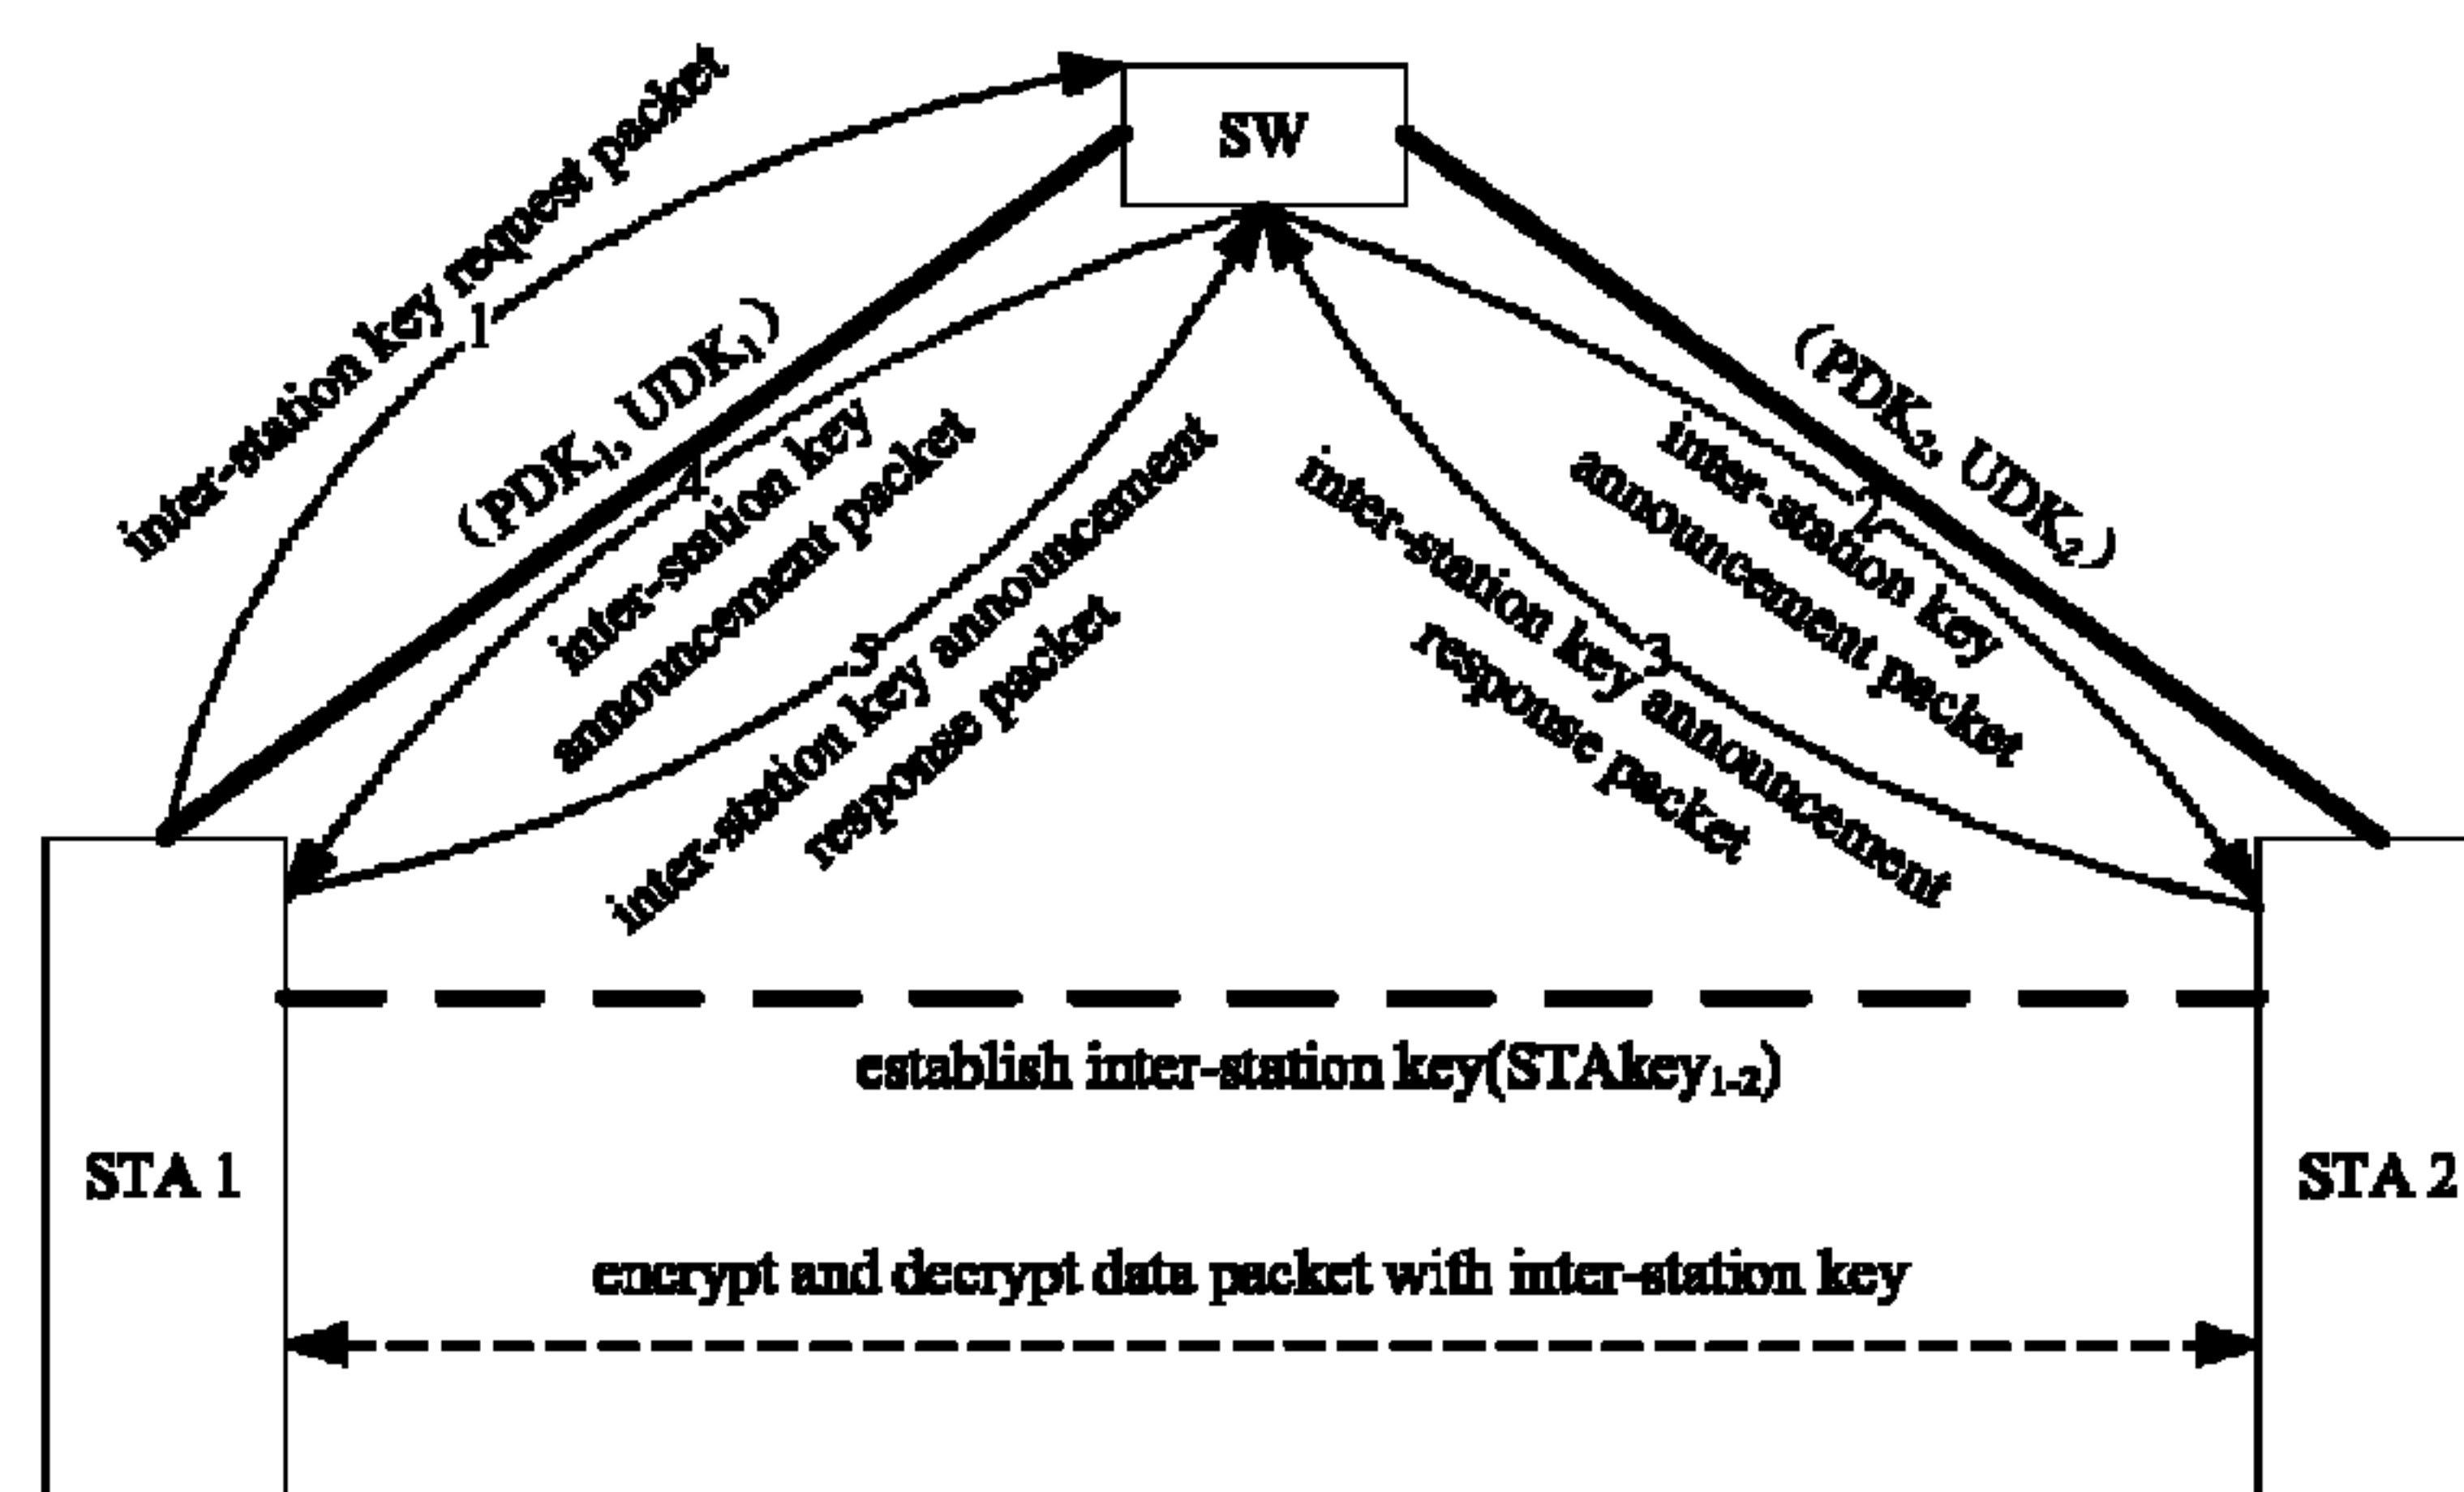 SW
inter-station key request packet
1
(PDK₁, UDK₁)
4
inter-station key
announcement packet
5
inter-station key announcement
response packet
(PDK₂, UDK₂)
2
inter-station key
announcement packet
3
inter-station key announcement
response packet
establish inter-station key(STAkey₁₋₂)
STA 1
STA 2
encrypt and decrypt data packet with inter-station key